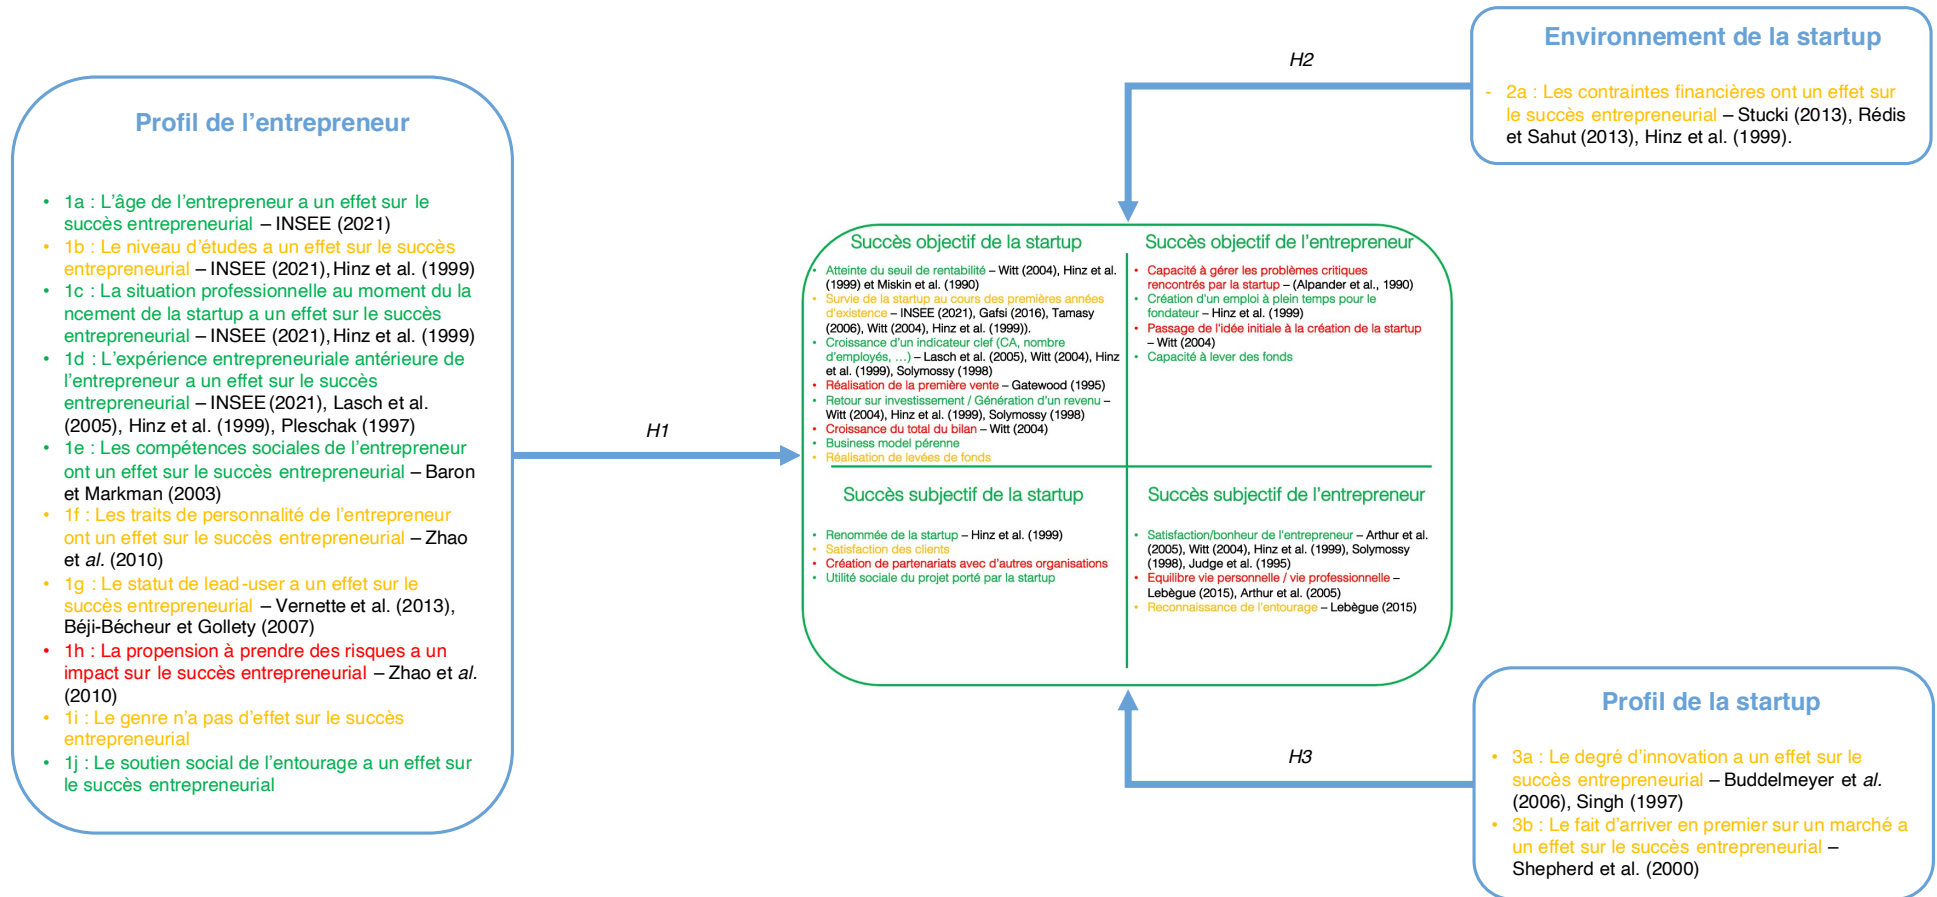 Profil de l'entrepreneur
• 1a : L'âge de l'entrepreneur a un effet sur le
succès entrepreneurial – INSEE (2021)
• 1b : Le niveau d'études a un effet sur le succès
entrepreneurial – INSEE (2021), Hinz et al. (1999)
• 1c : La situation professionnelle au moment du la
ncement de la startup a un effet sur le succès
entrepreneurial – INSEE (2021), Hinz et al. (1999)
• 1d : L'expérience entrepreneuriale antérieure de
l'entrepreneur a un effet sur le succès
entrepreneurial – INSEE (2021), Lasch et al.
(2005), Hinz et al. (1999), Pleschak (1997)
• 1e : Les compétences sociales de l'entrepreneur
ont un effet sur le succès entrepreneurial – Baron
et Markman (2003)
• 1f : Les traits de personnalité de l'entrepreneur
ont un effet sur le succès entrepreneurial – Zhao
et al. (2010)
• 1g : Le statut de lead-user a un effet sur le
succès entrepreneurial – Vernette et al. (2013),
Béji-Bécheur et Gollety (2007)
• 1h : La propension à prendre des risques a un
impact sur le succès entrepreneurial – Zhao et al.
(2010)
• 1i : Le genre n'a pas d'effet sur le succès
entrepreneurial
• 1j : Le soutien social de l'entourage a un effet sur
le succès entrepreneurial
H1
H2
Environnement de la startup
- 2a : Les contraintes financières ont un effet sur
le succès entrepreneurial – Stucki (2013), Rédis
et Sahut (2013), Hinz et al. (1999).
Succès objectif de la startup
• Atteinte du seuil de rentabilité – Witt (2004), Hinz et al.
(1999) et Miskin et al. (1990)
• Survie de la startup au cours des premières années
d'existence – INSEE (2021), Gafsi (2016), Tamasy
(2006), Witt (2004), Hinz et al. (1999)).
• Croissance d'un indicateur clef (CA, nombre
d'employés, …) – Lasch et al. (2005), Witt (2004), Hinz
et al. (1999), Solymossy (1998)
• Réalisation de la première vente – Gatewood (1995)
• Retour sur investissement / Génération d'un revenu –
Witt (2004), Hinz et al. (1999), Solymossy (1998)
• Croissance du total du bilan – Witt (2004)
• Business model pérenne
• Réalisation de levées de fonds
Succès objectif de l'entrepreneur
• Capacité à gérer les problèmes critiques
rencontrés par la startup – (Alpander et al., 1990)
• Création d'un emploi à plein temps pour le
fondateur – Hinz et al. (1999)
• Passage de l'idée initiale à la création de la startup
– Witt (2004)
• Capacité à lever des fonds
Succès subjectif de la startup
• Renommée de la startup – Hinz et al. (1999)
• Satisfaction des clients
• Création de partenariats avec d'autres organisations
• Utilité sociale du projet porté par la startup
Succès subjectif de l'entrepreneur
• Satisfaction/bonheur de l'entrepreneur – Arthur et al.
(2005), Witt (2004), Hinz et al. (1999), Solymossy
(1998), Judge et al. (1995)
• Equilibre vie personnelle / vie professionnelle –
Lebègue (2015), Arthur et al. (2005)
• Reconnaissance de l'entourage – Lebègue (2015)
H3
Profil de la startup
• 3a : Le degré d'innovation a un effet sur le
succès entrepreneurial – Buddelmeyer et al.
(2006), Singh (1997)
• 3b : Le fait d'arriver en premier sur un marché a
un effet sur le succès entrepreneurial –
Shepherd et al. (2000)